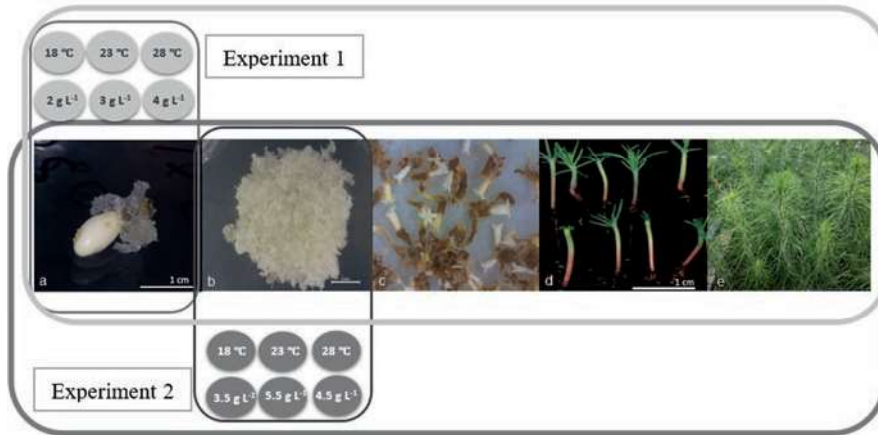 18 °C 23 °C 28 °C
Experiment 1
2 g L⁻¹ 3 g L⁻¹ 4 g L⁻¹
a 1 cm b c d 1 cm e
18 °C 23 °C 28 °C
Experiment 2
3.5 g L⁻¹ 5.5 g L⁻¹ 4.5 g L⁻¹